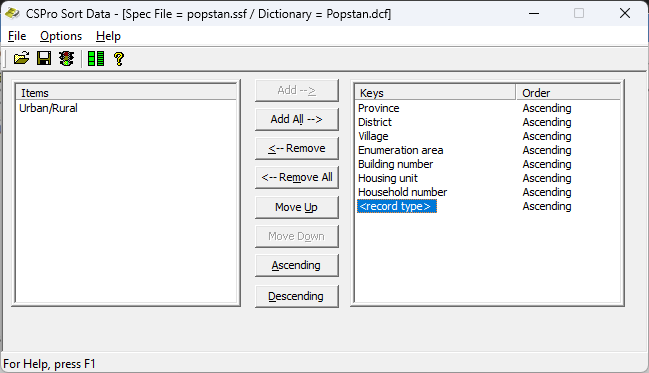 CSPro Sort Data - [Spec File = popstan.ssf / Dictionary = Popstan.dcf]
File Options Help
Items
Urban/Rural
Add -->
Add All -->
<-- Remove
<-- Remove All
Move Up
Move Down
Ascending
Descending
Keys Order
Province Ascending
District Ascending
Village Ascending
Enumeration area Ascending
Building number Ascending
Housing unit Ascending
Household number Ascending
<record type> Ascending
For Help, press F1